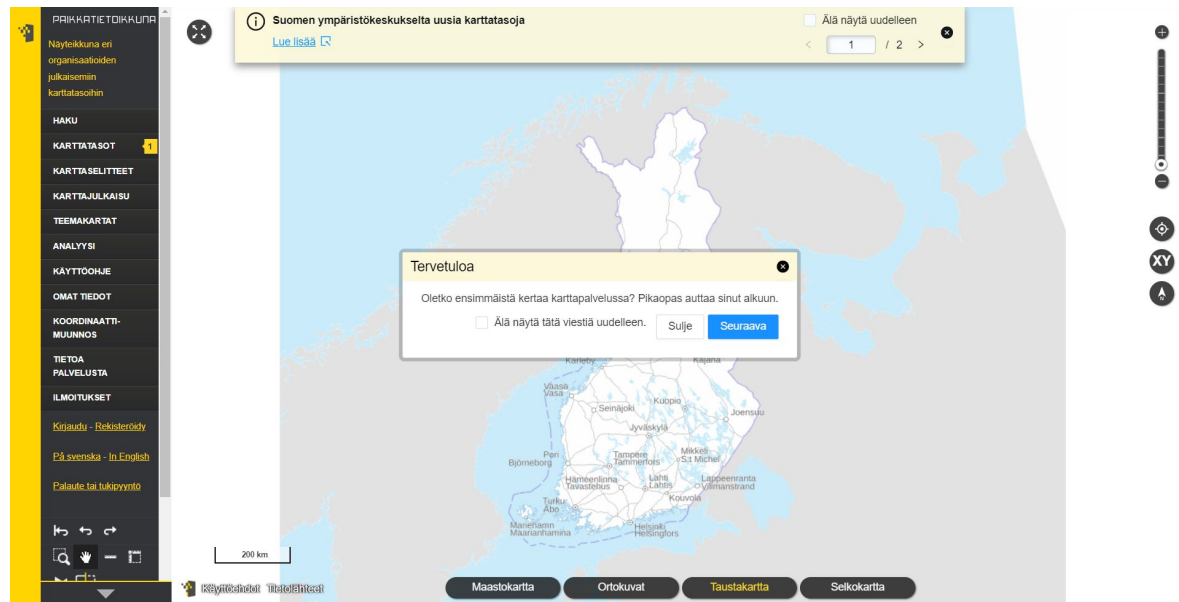 PAIKKATIETOIKKUNA
Näyteikkuna eri
organisaatioiden
julkaisemiin
karttatasoihin
HAKU
KARTTATASOT 1
KARTTASELITTEET
KARTTAJULKAISU
TEEMAKARTAT
ANALYYSI
KÄYTTÖOHJE
OMAT TIEDOT
KOORDINAATTI-
MUUNNOS
TIETOA
PALVELUSTA
ILMOITUKSET
Kirjaudu - Rekisteröidy
På svenska - In English
Palaute tai tukipyyntö
Suomen ympäristökeskukselta uusia karttatasoja
Lue lisää
Älä näytä uudelleen
< 1 / 2 >
Tervetuloa
Oletko ensimmäistä kertaa karttapalvelussa? Pikaopas auttaa sinut alkuun.
Älä näytä tätä viestiä uudelleen.
Sulje
Seuraava
Karleby
Kajana
Vaasa
Vasa
Seinäjoki
Kuopio
Joensuu
Jyväskylä
Pori
Björneborg
Tampere
Tammerfors
Mikkeli
S:t Michel
Hämeenlinna
Tavastehus
Lahti
Lahtis
Lappeenranta
Villmanstrand
Kouvola
Turku
Åbo
Mariehamn
Maarianhamina
Helsinki
Helsingfors
200 km
Käyttöehdot Tietolähteet
Maastokartta
Ortokuvat
Taustakartta
Selkokartta
XY
N